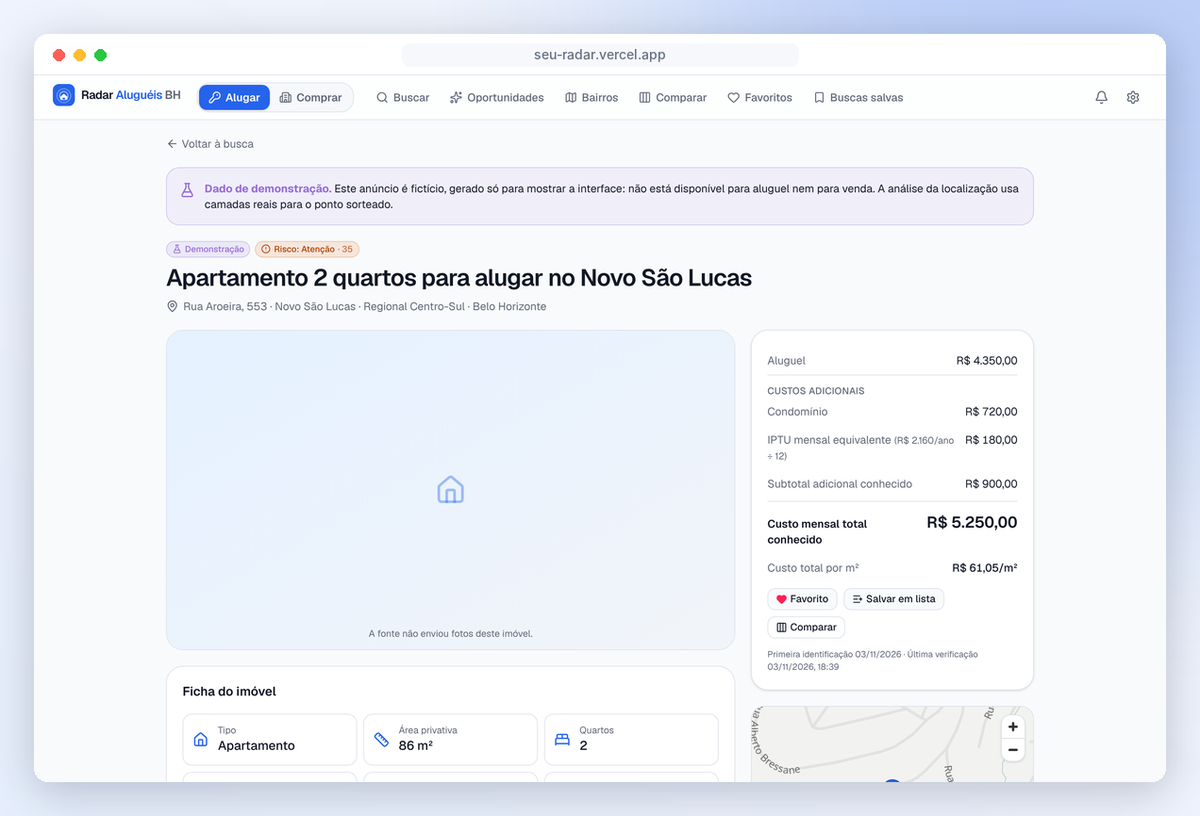 seu-radar.vercel.app
Radar Aluguéis BH
Alugar
Comprar
Buscar
Oportunidades
Bairros
Comparar
Favoritos
Buscas salvas
Voltar à busca
Dado de demonstração. Este anúncio é fictício, gerado só para mostrar a interface: não está disponível para aluguel nem para venda. A análise da localização usa
camadas reais para o ponto sorteado.
Demonstração
Risco: Atenção · 35
Apartamento 2 quartos para alugar no Novo São Lucas
Rua Aroeira, 553 · Novo São Lucas · Regional Centro-Sul · Belo Horizonte
A fonte não enviou fotos deste imóvel.
Aluguel R$ 4.350,00
CUSTOS ADICIONAIS
Condomínio R$ 720,00
IPTU mensal equivalente (R$ 2.160/ano R$ 180,00
÷ 12)
Subtotal adicional conhecido R$ 900,00
Custo mensal total R$ 5.250,00
conhecido
Custo total por m² R$ 61,05/m²
Favorito
Salvar em lista
Comparar
Primeira identificação 03/11/2026 · Última verificação
03/11/2026, 18:39
Ficha do imóvel
Tipo
Apartamento
Área privativa
86 m²
Quartos
2
Alberto Bressane
Rua
Ru
+
−